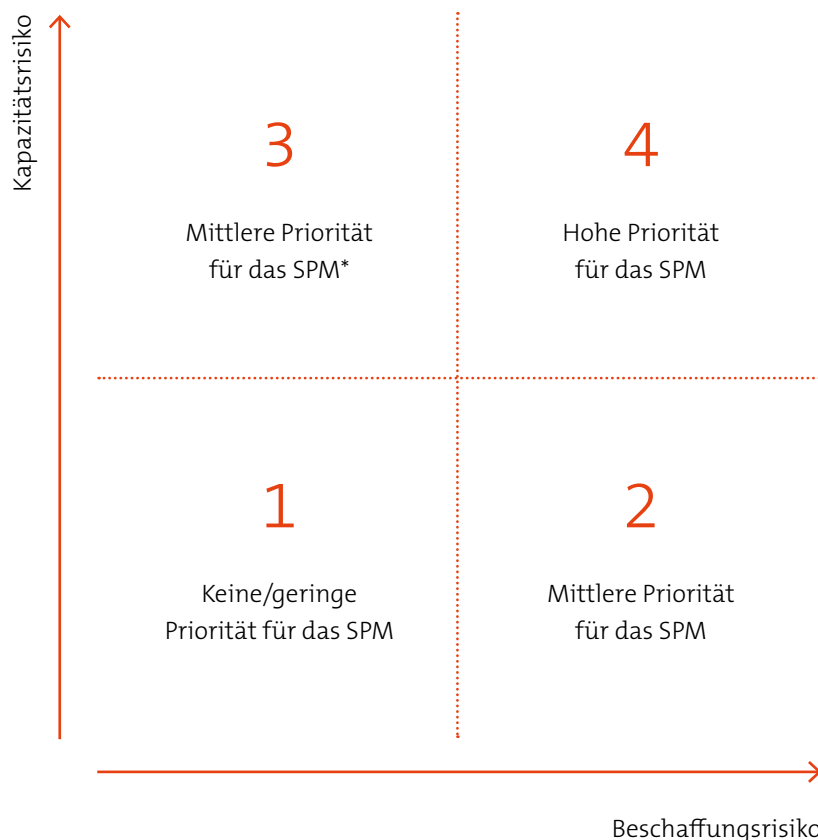 Kapazitätsrisiko
3
Mittlere Priorität
für das SPM*
4
Hohe Priorität
für das SPM
1
Keine/geringe
Priorität für das SPM
2
Mittlere Priorität
für das SPM
Beschaffungsrisiko